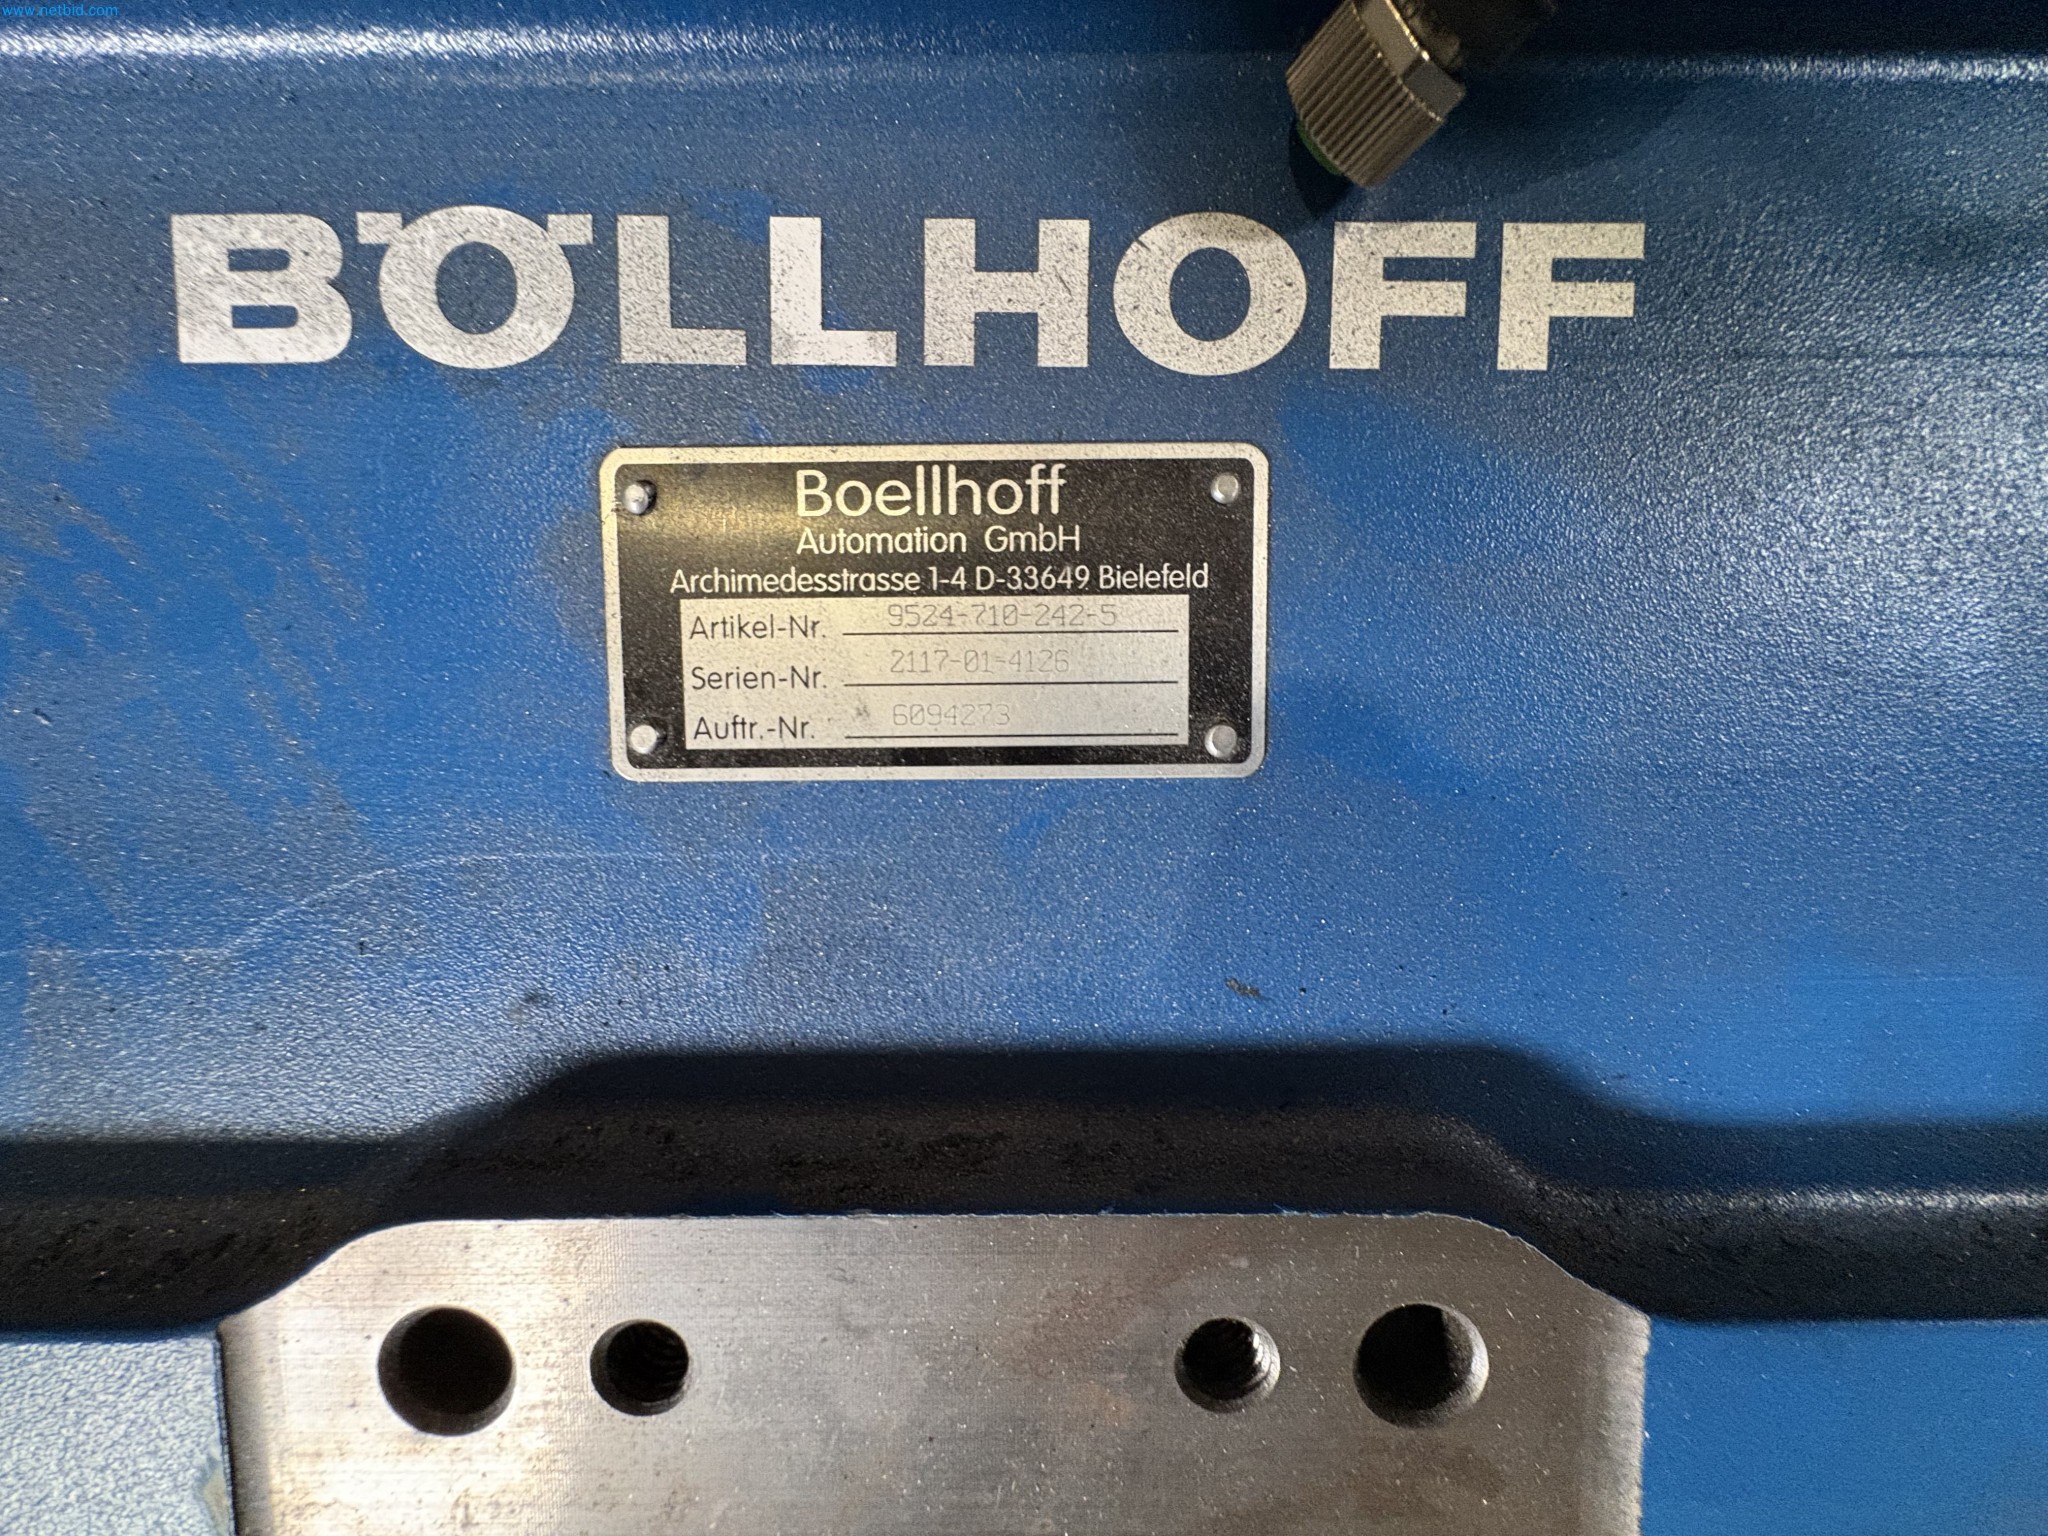 www.netbid.com
BÖLLHOFF
Boellhoff
Automation GmbH
Archimedesstrasse 1-4 D-33649 Bielefeld
Artikel-Nr. 9524-710-242-5
Serien-Nr. 2117-01-4126
Auftr.-Nr. 6094273